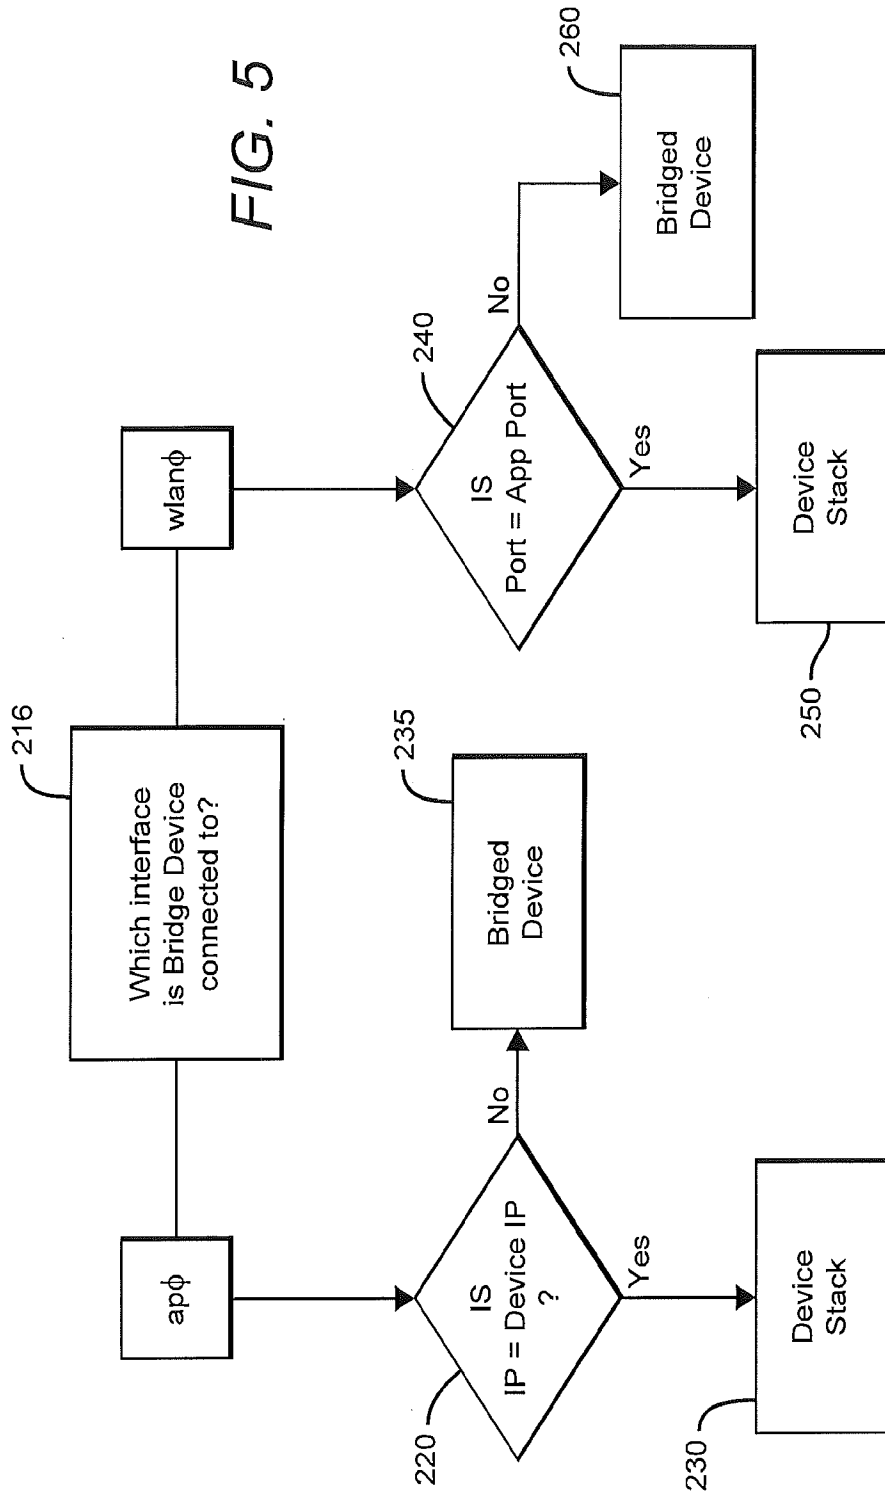 FIG. 5
216
Which interface
is Bridge Device
connected to?
apϕ
wlanϕ
220
IS
IP = Device IP
?
No
Yes
235
Bridged
Device
230
Device
Stack
240
IS
Port = App Port
No
Yes
260
Bridged
Device
250
Device
Stack